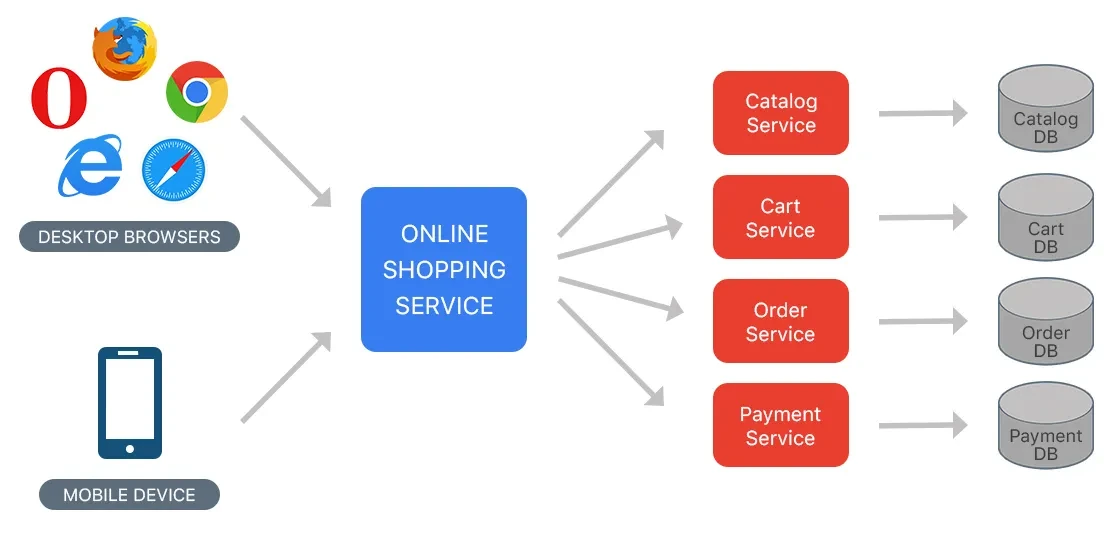 DESKTOP BROWSERS
MOBILE DEVICE
ONLINE
SHOPPING
SERVICE
Catalog
Service
Cart
Service
Order
Service
Payment
Service
Catalog
DB
Cart
DB
Order
DB
Payment
DB